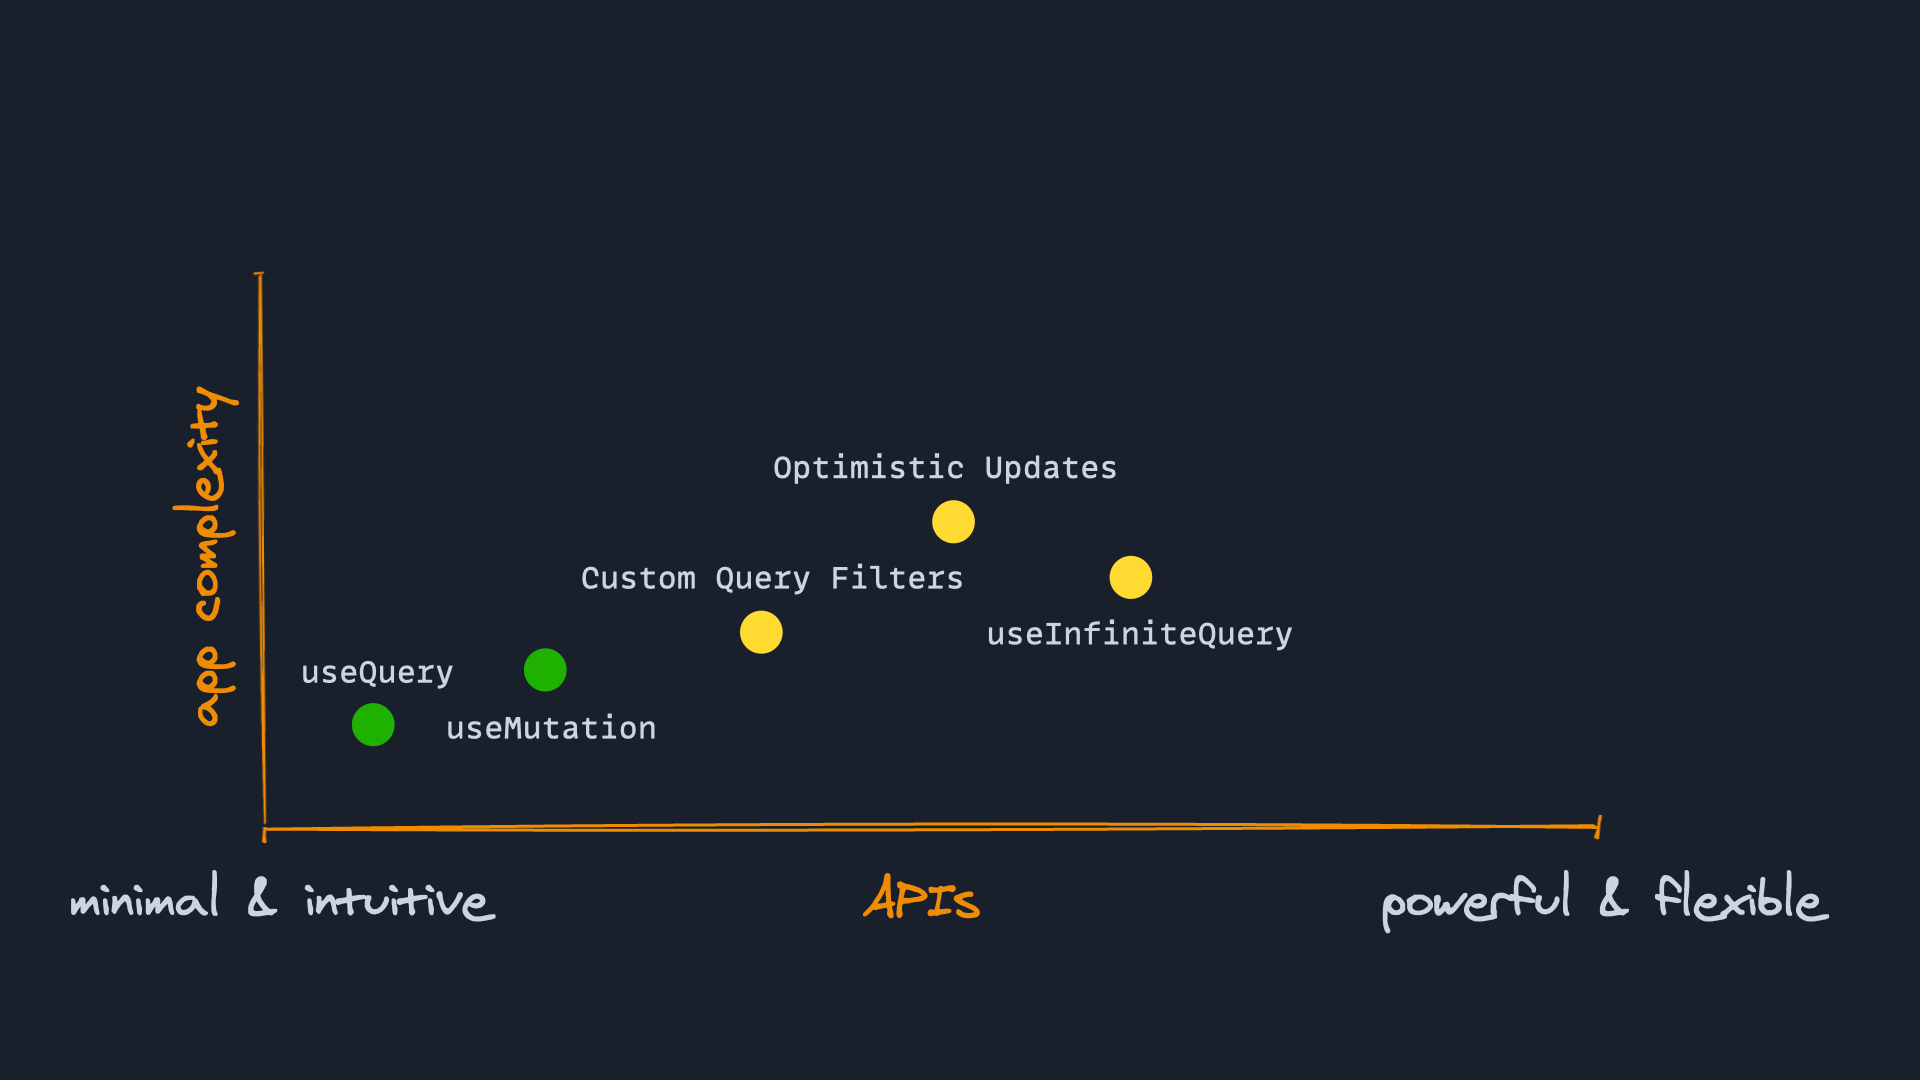 app complexity
Optimistic Updates
Custom Query Filters
useInfiniteQuery
useQuery
useMutation
minimal & intuitive
APIs
powerful & flexible